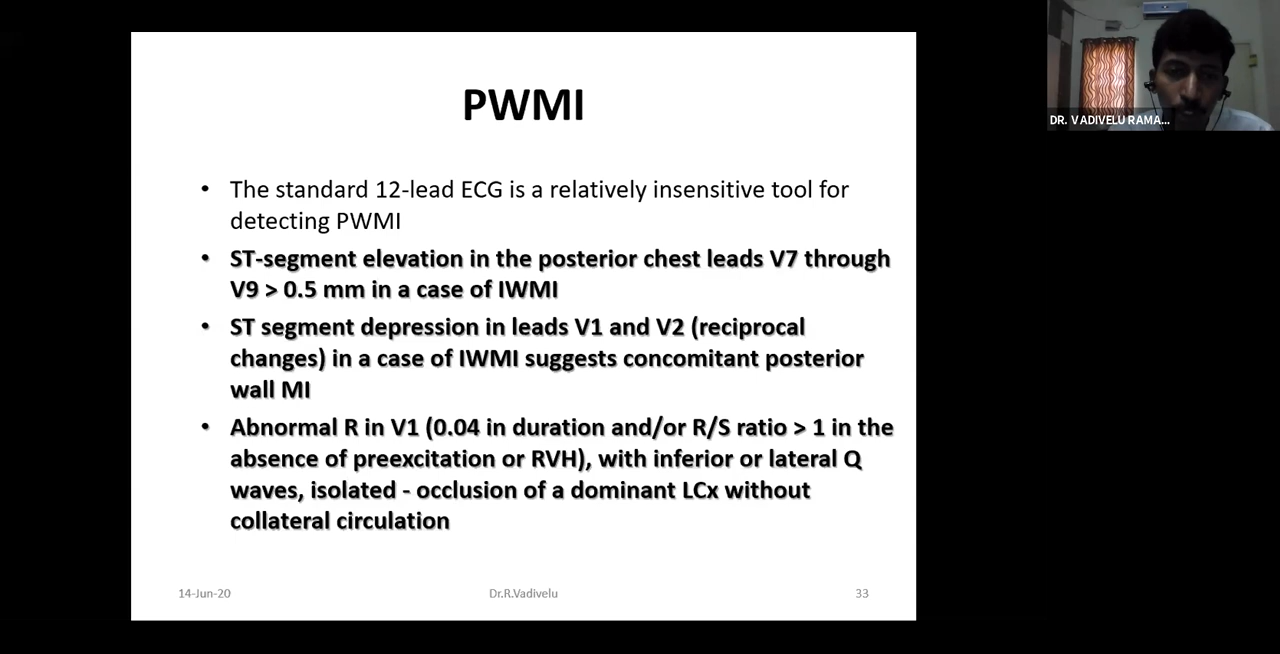 PWMI
• The standard 12-lead ECG is a relatively insensitive tool for
detecting PWMI
• ST-segment elevation in the posterior chest leads V7 through
V9 > 0.5 mm in a case of IWMI
• ST segment depression in leads V1 and V2 (reciprocal
changes) in a case of IWMI suggests concomitant posterior
wall MI
• Abnormal R in V1 (0.04 in duration and/or R/S ratio > 1 in the
absence of preexcitation or RVH), with inferior or lateral Q
waves, isolated - occlusion of a dominant LCx without
collateral circulation
14-Jun-20
Dr.R.Vadivelu
33
DR. VADIVELU RAMA...